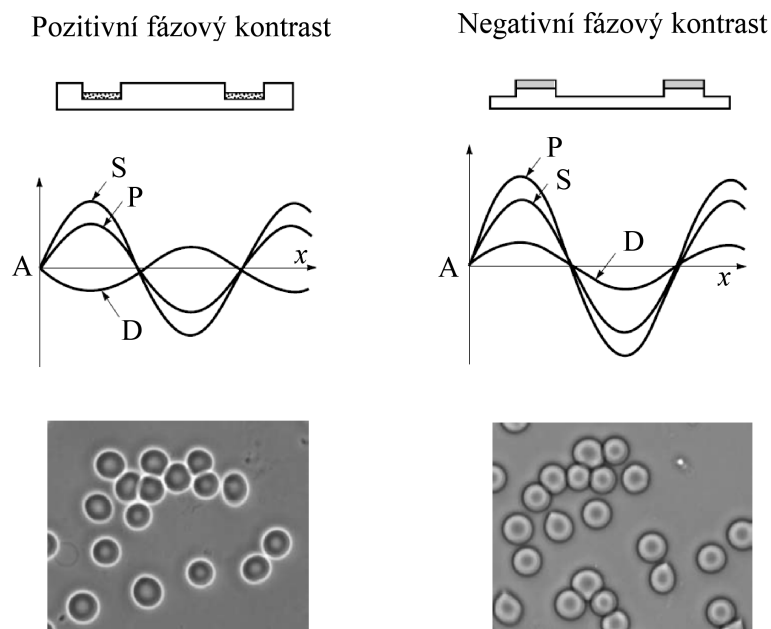 Pozitivní fázový kontrast
Negativní fázový kontrast
S
P
A
x
D
P
S
D
A
x